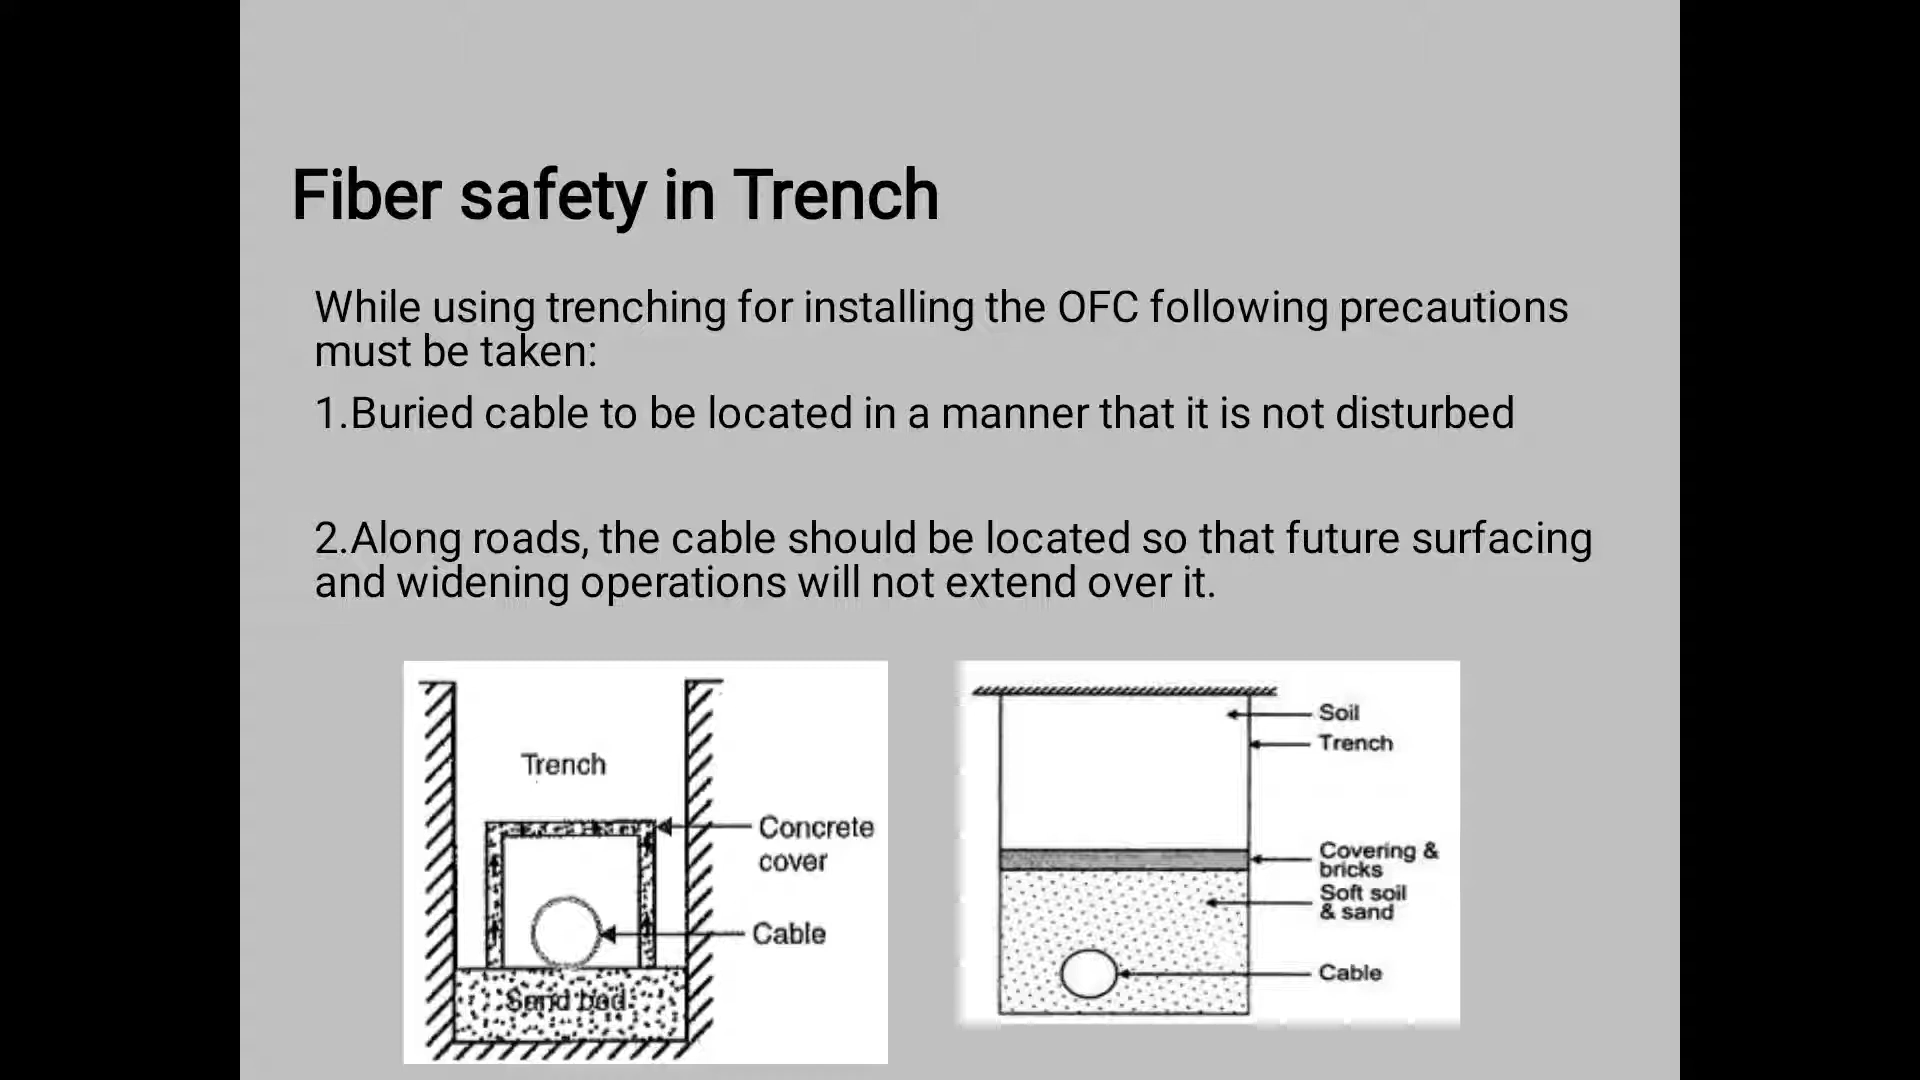 Fiber safety in Trench
While using trenching for installing the OFC following precautions
must be taken:
1.Buried cable to be located in a manner that it is not disturbed
2.Along roads, the cable should be located so that future surfacing
and widening operations will not extend over it.
Trench
Concrete
cover
Cable
Sand bed
Soil
Trench
Covering &
bricks
Soft soil
& sand
Cable